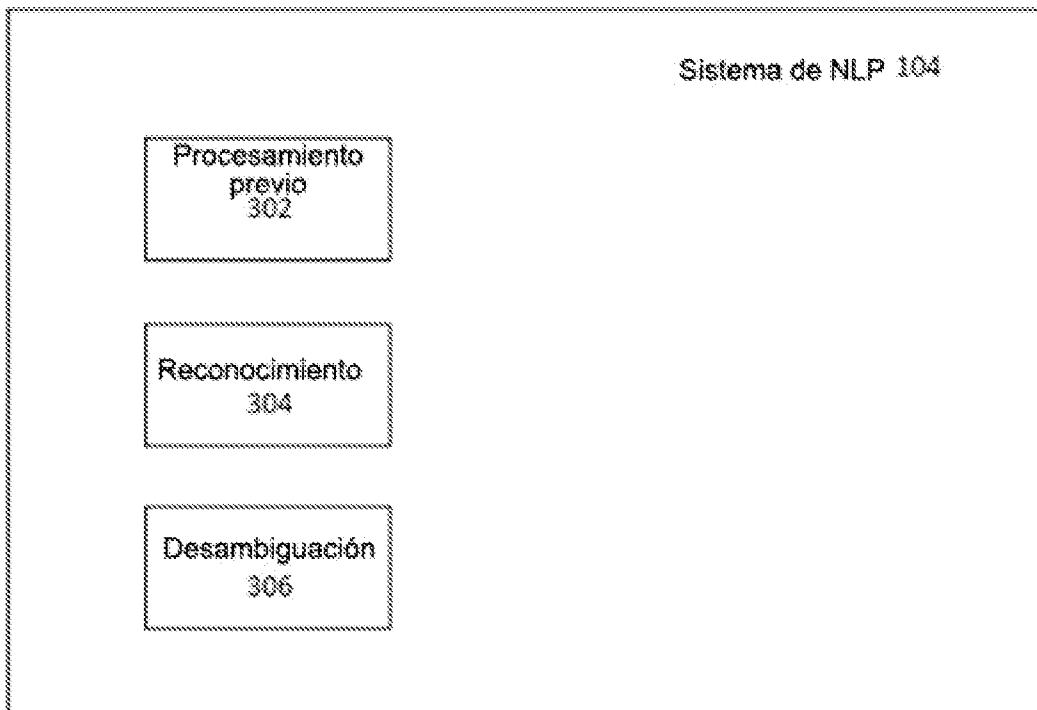 Sistema de NLP 104
Procesamiento
previo
302
Reconocimiento
304
Desambiguación
306